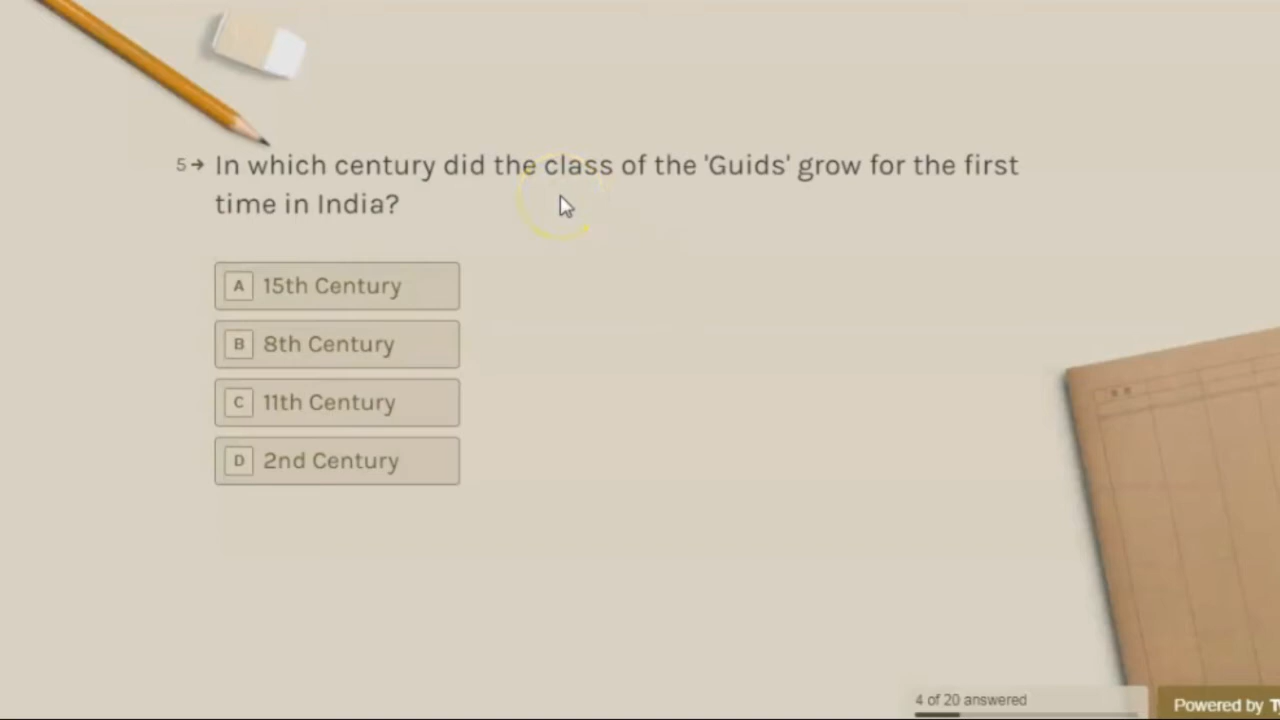 5→ In which century did the class of the 'Guids' grow for the first
time in India?
A 15th Century
B 8th Century
C 11th Century
D 2nd Century
4 of 20 answered
Powered by